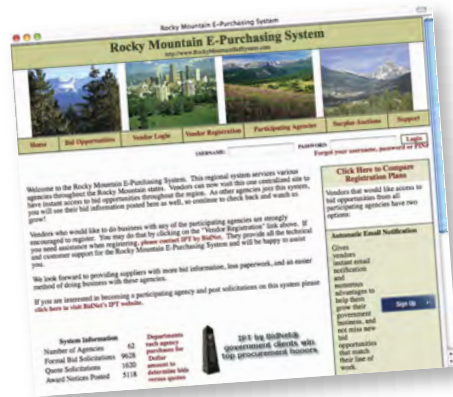 Rocky Mountain E-Purchasing System
Rocky Mountain E-Purchasing System
http://www.RockyMountainBidSystem.com
Home Bid Opportunities Vendor Login Vendor Registration Participating Agencies Surplus Auctions Support
USERNAME: PASSWORD: Login
Forgot your username, password or PIN?
Welcome to the Rocky Mountain E-Purchasing System. This regional system services various
agencies throughout the Rocky Mountain states. Vendors can now visit this one centralized site to
have instant access to bid opportunities throughout the region. As other agencies join this system,
you will see their bid information posted here as well, so continue to check back and watch us
grow!
Vendors who would like to do business with any of the participating agencies are strongly
encouraged to register. You may do that by clicking on the "Vendor Registration" link above. If
you need assistance when registering, please contact IPT by BidNet. They provide all the technical
and customer support for the Rocky Mountain E-Purchasing System and will be happy to assist
you.
We look forward to providing suppliers with more bid information, less paperwork, and an easier
method of doing business with these agencies.
If you are interested in becoming a participating agency and post solicitations on this system please
click here to visit BidNet's IPT website.
System Information
Number of Agencies 62
Formal Bid Solicitations 9628
Quote Solicitations 1620
Award Notices Posted 5118
Departments
each agency
purchases for
Dollar
amount to
determine bids
versus quotes
IPT by BidNet®
government clients win
top procurement honors
Click Here to Compare
Registration Plans
Vendors that would like access to
bid opportunities from all
participating agencies have two
options:
Automatic Email Notification
Gives
vendors
instant email
notification
and
numerous
advantages to
help them
grow their
government
business, and
not miss new
bid
opportunities
that match
their line of
work.
Sign Up